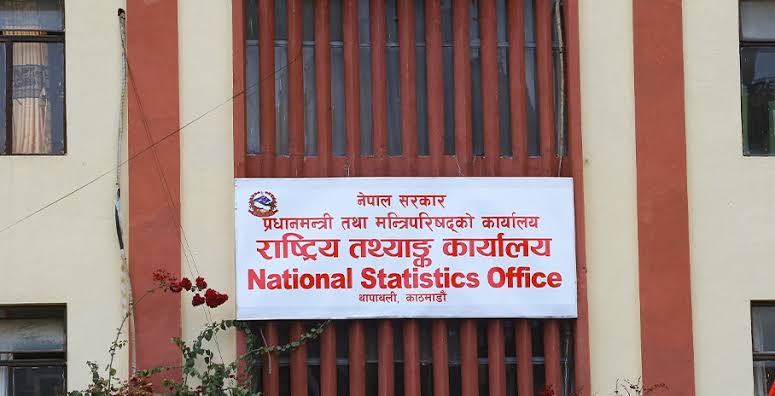 नेपाल सरकार
प्रधानमन्त्री तथा मन्त्रिपरिषद्को कार्यालय
राष्ट्रिय तथ्याङ्क कार्यालय
National Statistics Office
थापाथली, काठमाडौं